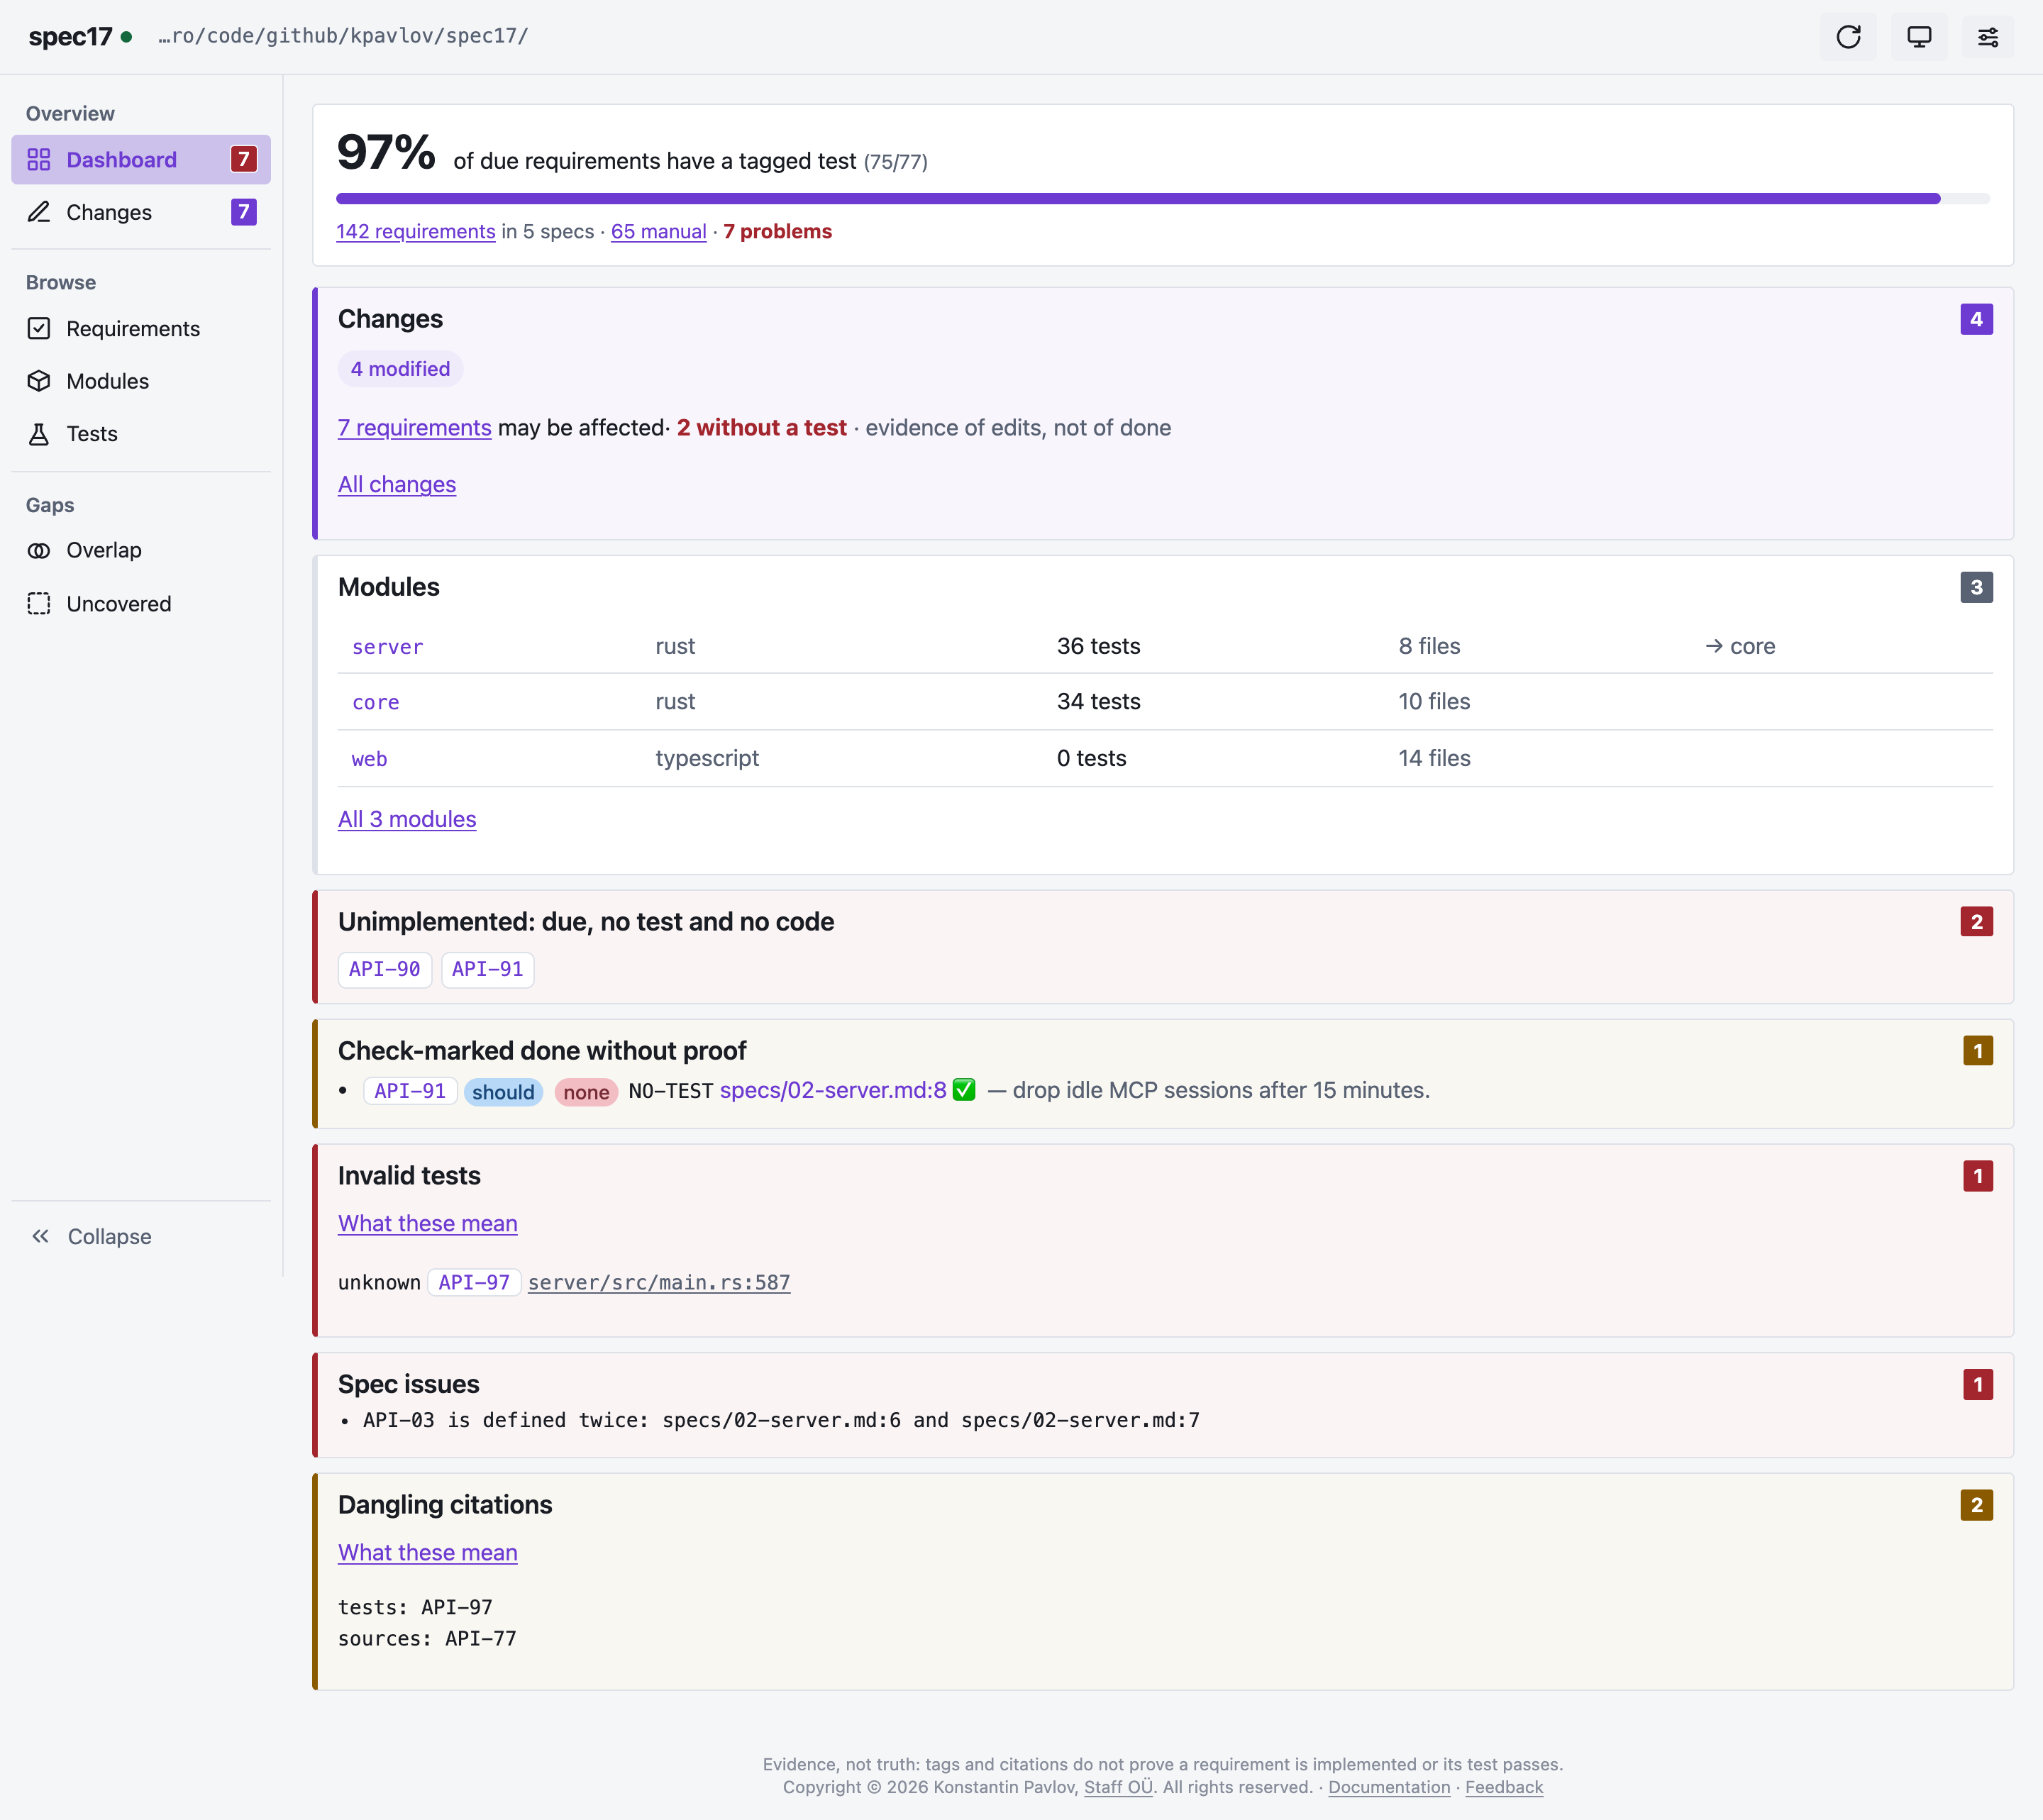 spec17 …ro/code/github/kpavlov/spec17/
Overview
Dashboard 7
Changes 7
Browse
Requirements
Modules
Tests
Gaps
Overlap
Uncovered
Collapse
97% of due requirements have a tagged test (75/77)
142 requirements in 5 specs · 65 manual · 7 problems
Changes 4
4 modified
7 requirements may be affected· 2 without a test · evidence of edits, not of done
All changes
Modules 3
server rust 36 tests 8 files → core
core rust 34 tests 10 files
web typescript 0 tests 14 files
All 3 modules
Unimplemented: due, no test and no code 2
API-90 API-91
Check-marked done without proof 1
• API-91 should none NO-TEST specs/02-server.md:8 ✅ — drop idle MCP sessions after 15 minutes.
Invalid tests 1
What these mean
unknown API-97 server/src/main.rs:587
Spec issues 1
• API-03 is defined twice: specs/02-server.md:6 and specs/02-server.md:7
Dangling citations 2
What these mean
tests: API-97
sources: API-77
Evidence, not truth: tags and citations do not prove a requirement is implemented or its test passes.
Copyright © 2026 Konstantin Pavlov, Staff OÜ. All rights reserved. · Documentation · Feedback